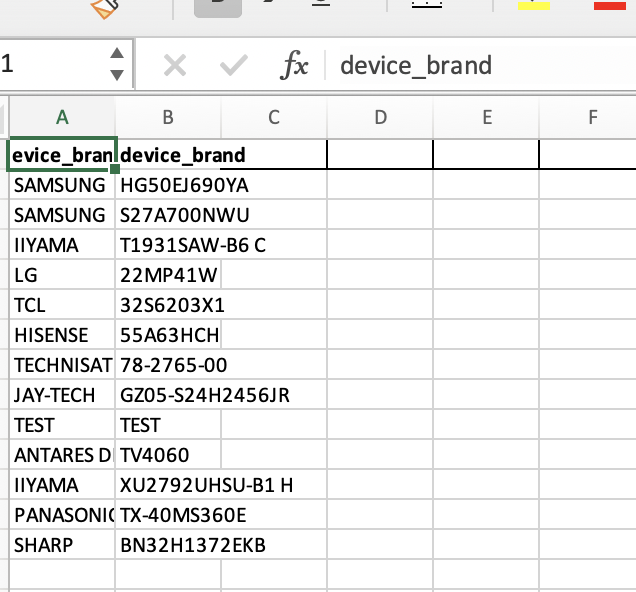 1 fx device_brand
A B C D E F
evice_bran device_brand
SAMSUNG HG50EJ690YA
SAMSUNG S27A700NWU
IIYAMA T1931SAW-B6 C
LG 22MP41W
TCL 32S6203X1
HISENSE 55A63HCH
TECHNISAT 78-2765-00
JAY-TECH GZ05-S24H2456JR
TEST TEST
ANTARES D TV4060
IIYAMA XU2792UHSU-B1 H
PANASONIC TX-40MS360E
SHARP BN32H1372EKB